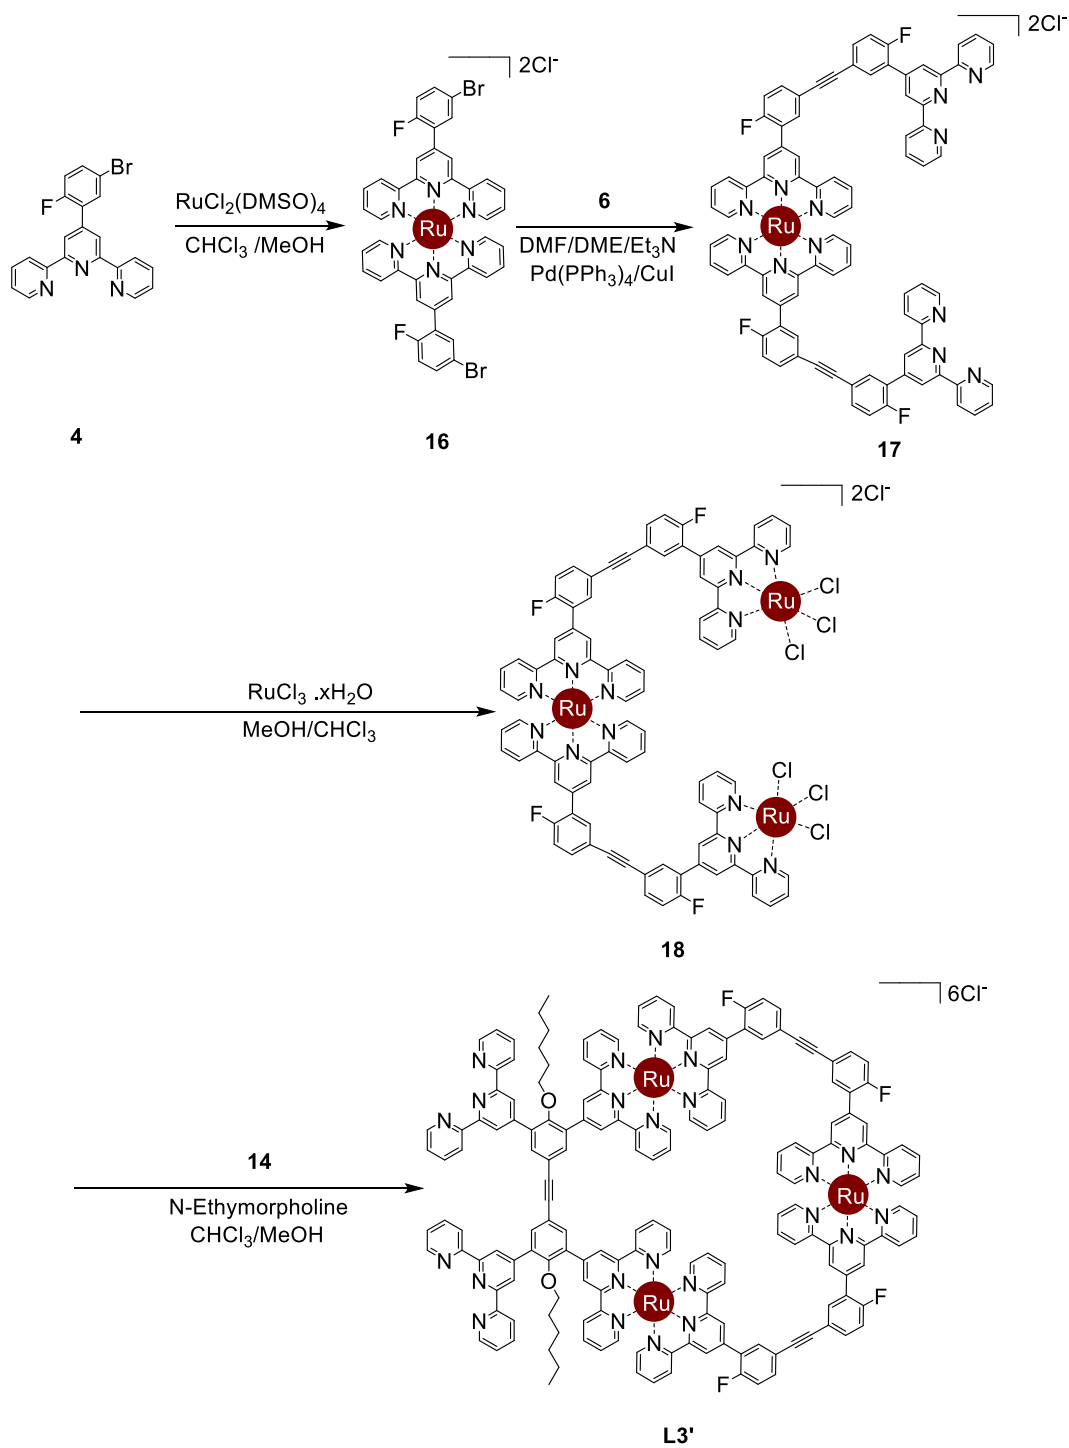 2Cl-
2Cl-
Br
F
N
N
N
4
RuCl2(DMSO)4
CHCl3 /MeOH
Br
F
N
N
N
Ru
N
N
N
F
Br
16
6
DMF/DME/Et3N
Pd(PPh3)4/CuI
F
N
N
N
F
N
N
N
Ru
N
N
N
F
N
N
N
F
17
2Cl-
RuCl3 .xH2O
MeOH/CHCl3
F
N
N
N
Ru
Cl
Cl
Cl
F
N
N
N
Ru
N
N
N
F
Cl
Cl
Cl
Ru
N
N
N
F
18
6Cl-
14
N-Ethymorpholine
CHCl3/MeOH
N
N
N
O
N
N
N
Ru
N
N
N
F
F
N
N
N
Ru
N
N
N
F
N
N
N
O
N
N
N
Ru
N
N
N
F
L3'